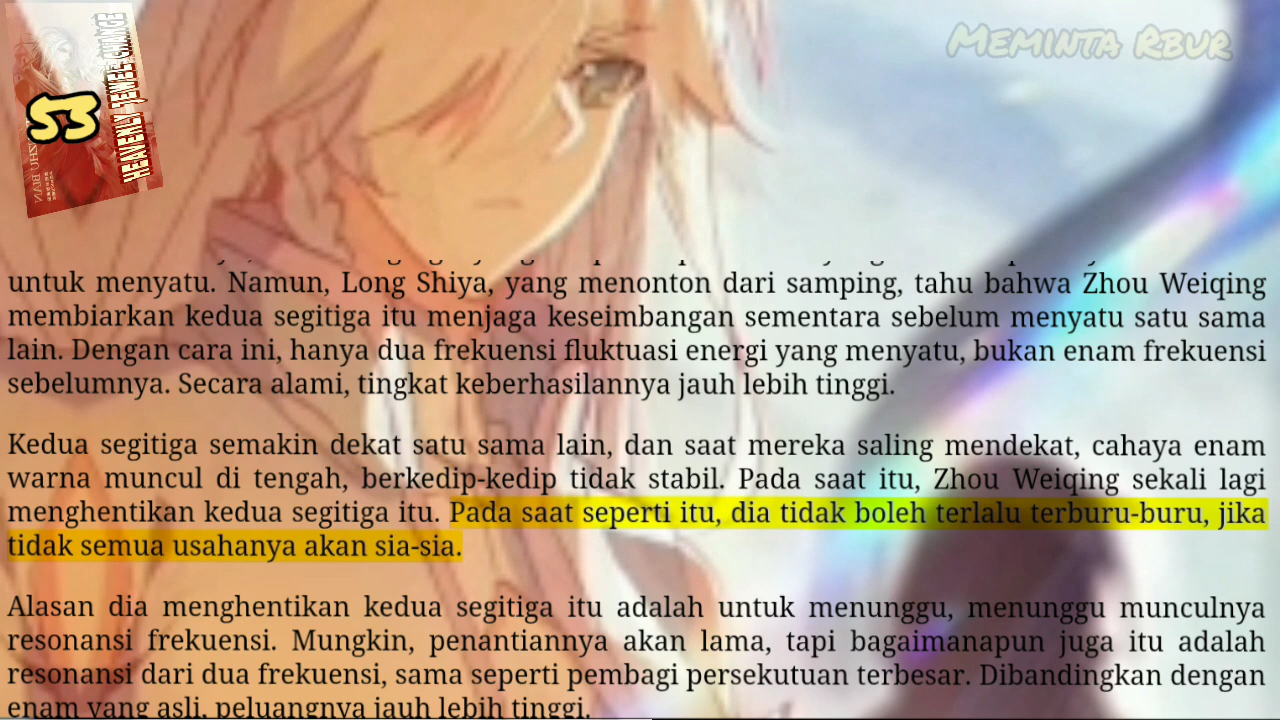 HEAVENLY JEWEL CHANGE
53
Meminta Rbur
untuk menyatu. Namun, Long Shiya, yang menonton dari samping, tahu bahwa Zhou Weiqing
membiarkan kedua segitiga itu menjaga keseimbangan sementara sebelum menyatu satu sama
lain. Dengan cara ini, hanya dua frekuensi fluktuasi energi yang menyatu, bukan enam frekuensi
sebelumnya. Secara alami, tingkat keberhasilannya jauh lebih tinggi.
Kedua segitiga semakin dekat satu sama lain, dan saat mereka saling mendekat, cahaya enam
warna muncul di tengah, berkedip-kedip tidak stabil. Pada saat itu, Zhou Weiqing sekali lagi
menghentikan kedua segitiga itu. Pada saat seperti itu, dia tidak boleh terlalu terburu-buru, jika
tidak semua usahanya akan sia-sia.
Alasan dia menghentikan kedua segitiga itu adalah untuk menunggu, menunggu munculnya
resonansi frekuensi. Mungkin, penantiannya akan lama, tapi bagaimanapun juga itu adalah
resonansi dari dua frekuensi, sama seperti pembagi persekutuan terbesar. Dibandingkan dengan
enam yang asli, peluangnya jauh lebih tinggi.